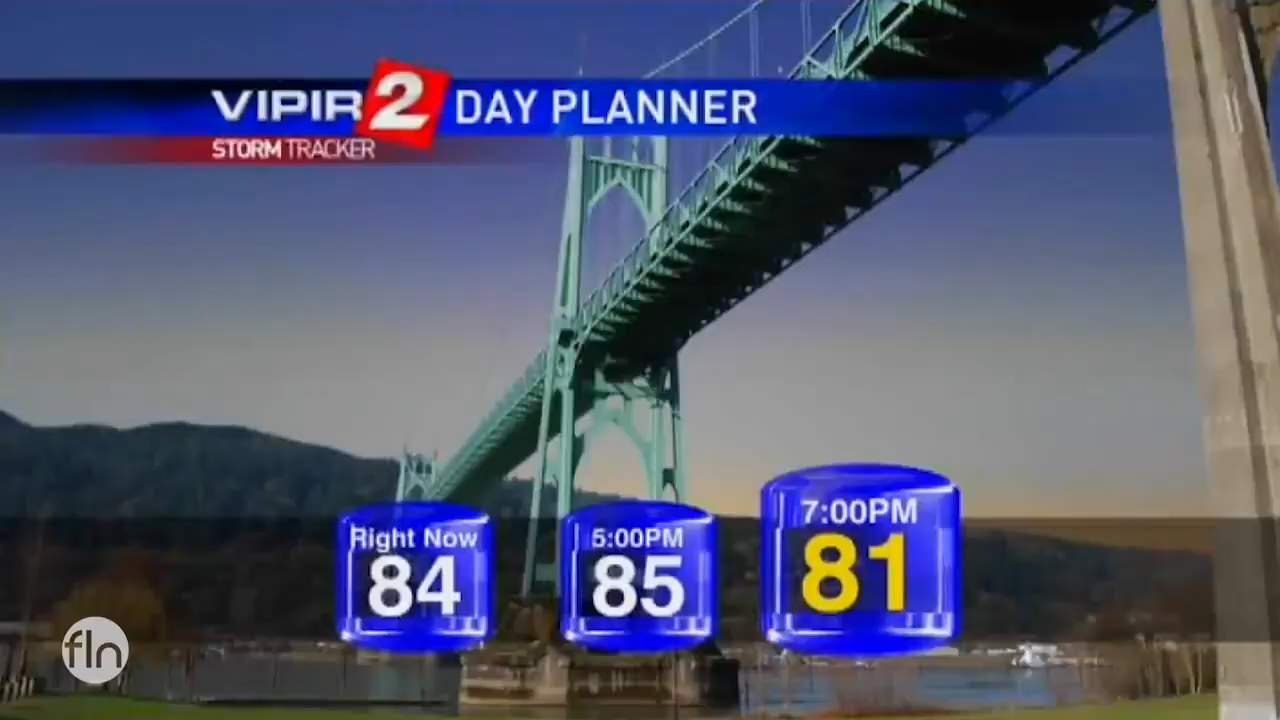 VIPIR 2 DAY PLANNER
STORM TRACKER
Right Now
84
5:00PM
85
7:00PM
81
fln